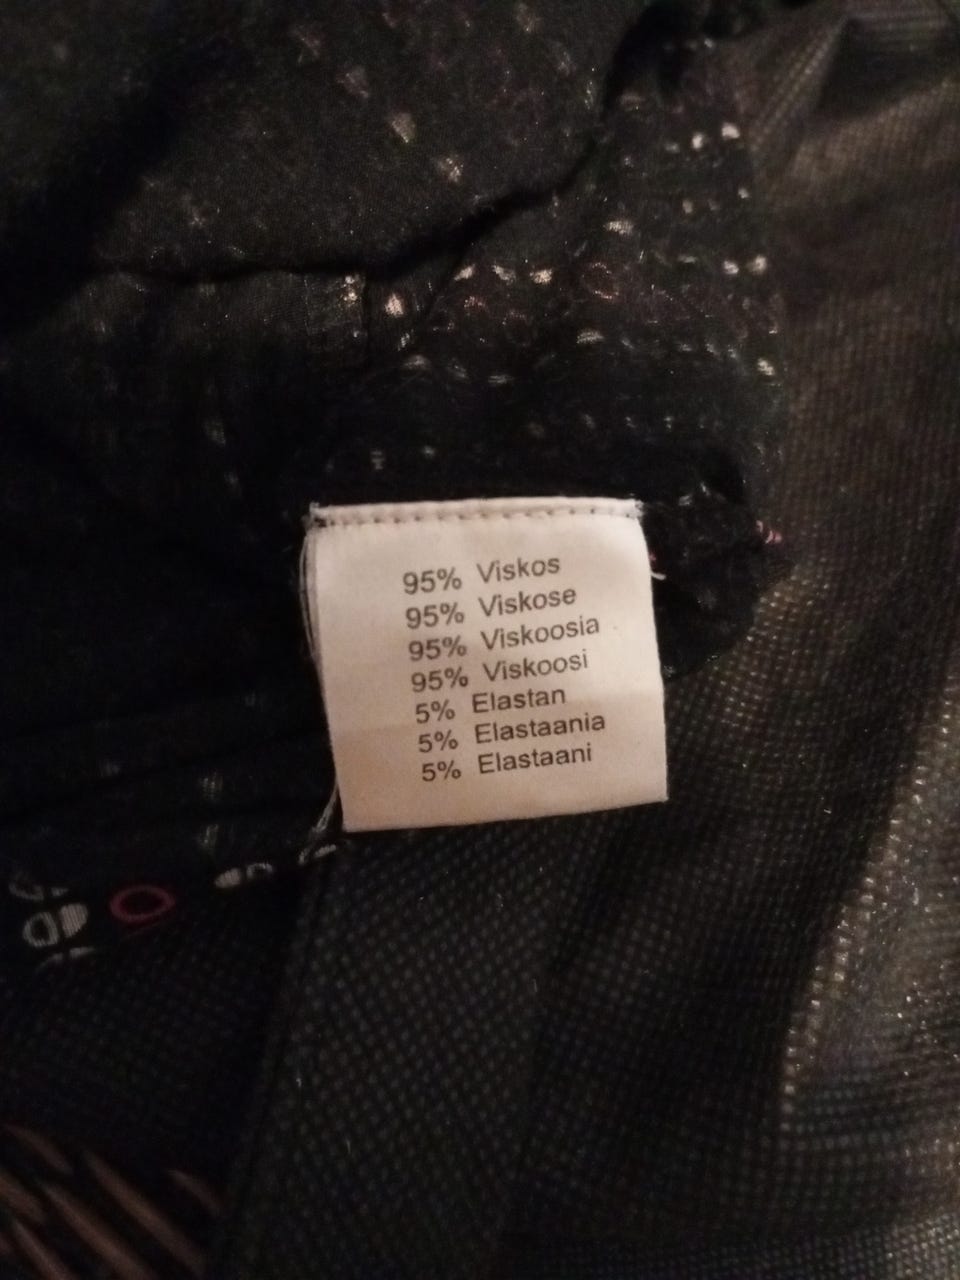 95% Viskos
95% Viskose
95% Viskoosia
95% Viskoosi
5% Elastan
5% Elastaania
5% Elastaani